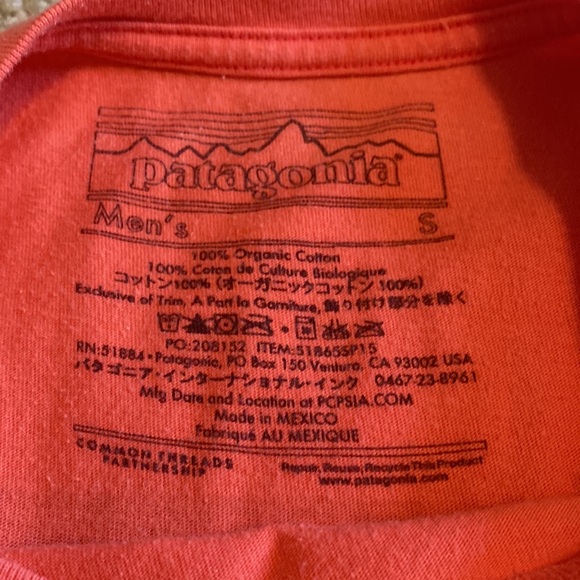 patagonia®
Men's S
100% Organic Cotton
100% Coton de Culture Biologique
コットン100% (オーガニックコットン 100%)
Exclusive of Trim, A Part la Garniture, 飾り付け部分を除く
PO:208152 ITEM:51865SP15
RN:51884 • Patagonia, PO Box 150 Ventura, CA 93002 USA
パタゴニア・インターナショナル・インク 0467-23-8961
Mfg Date and Location at PCPSIA.COM
Made in MEXICO
Fabriqué AU MEXIQUE
COMMON THREADS PARTNERSHIP
Repair, Reuse, Recycle This Product
www.patagonia.com